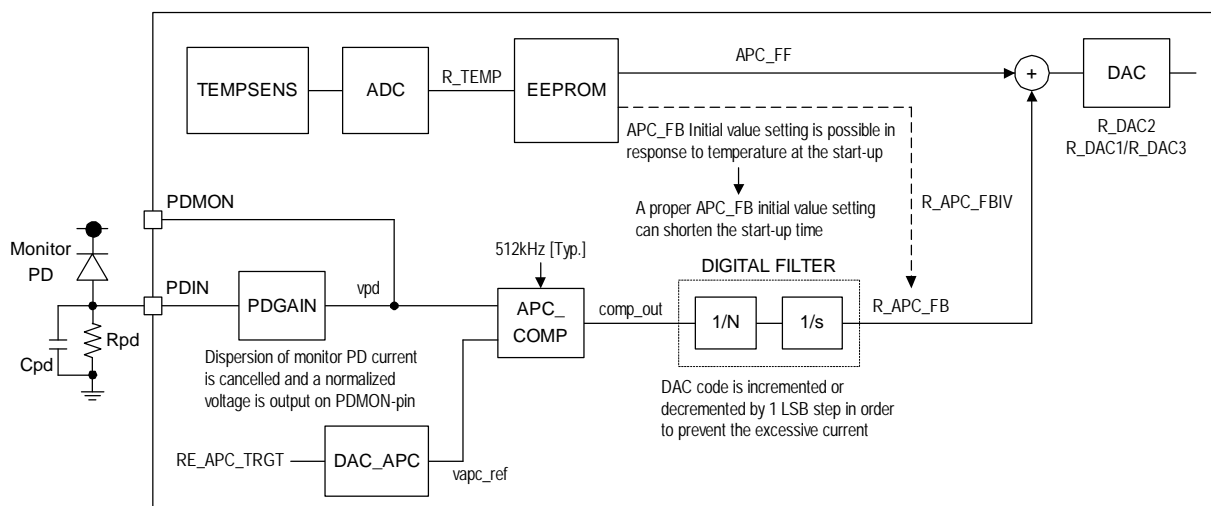 APC_FF
R_TEMP
TEMPSENS
ADC
EEPROM
+
DAC
R_DAC2
R_DAC1/R_DAC3
APC_FB Initial value setting is possible in
response to temperature at the start-up
A proper APC_FB initial value setting
can shorten the start-up time
R_APC_FBIV
PDMON
Monitor
PD
512kHz [Typ.]
DIGITAL FILTER
PDIN
PDGAIN
vpd
APC_
COMP
comp_out
1/N
1/s
R_APC_FB
Rpd
Cpd
Dispersion of monitor PD current
is cancelled and a normalized
voltage is output on PDMON-pin
DAC code is incremented or
decremented by 1 LSB step in order
to prevent the excessive current
RE_APC_TRGT
DAC_APC
vapc_ref